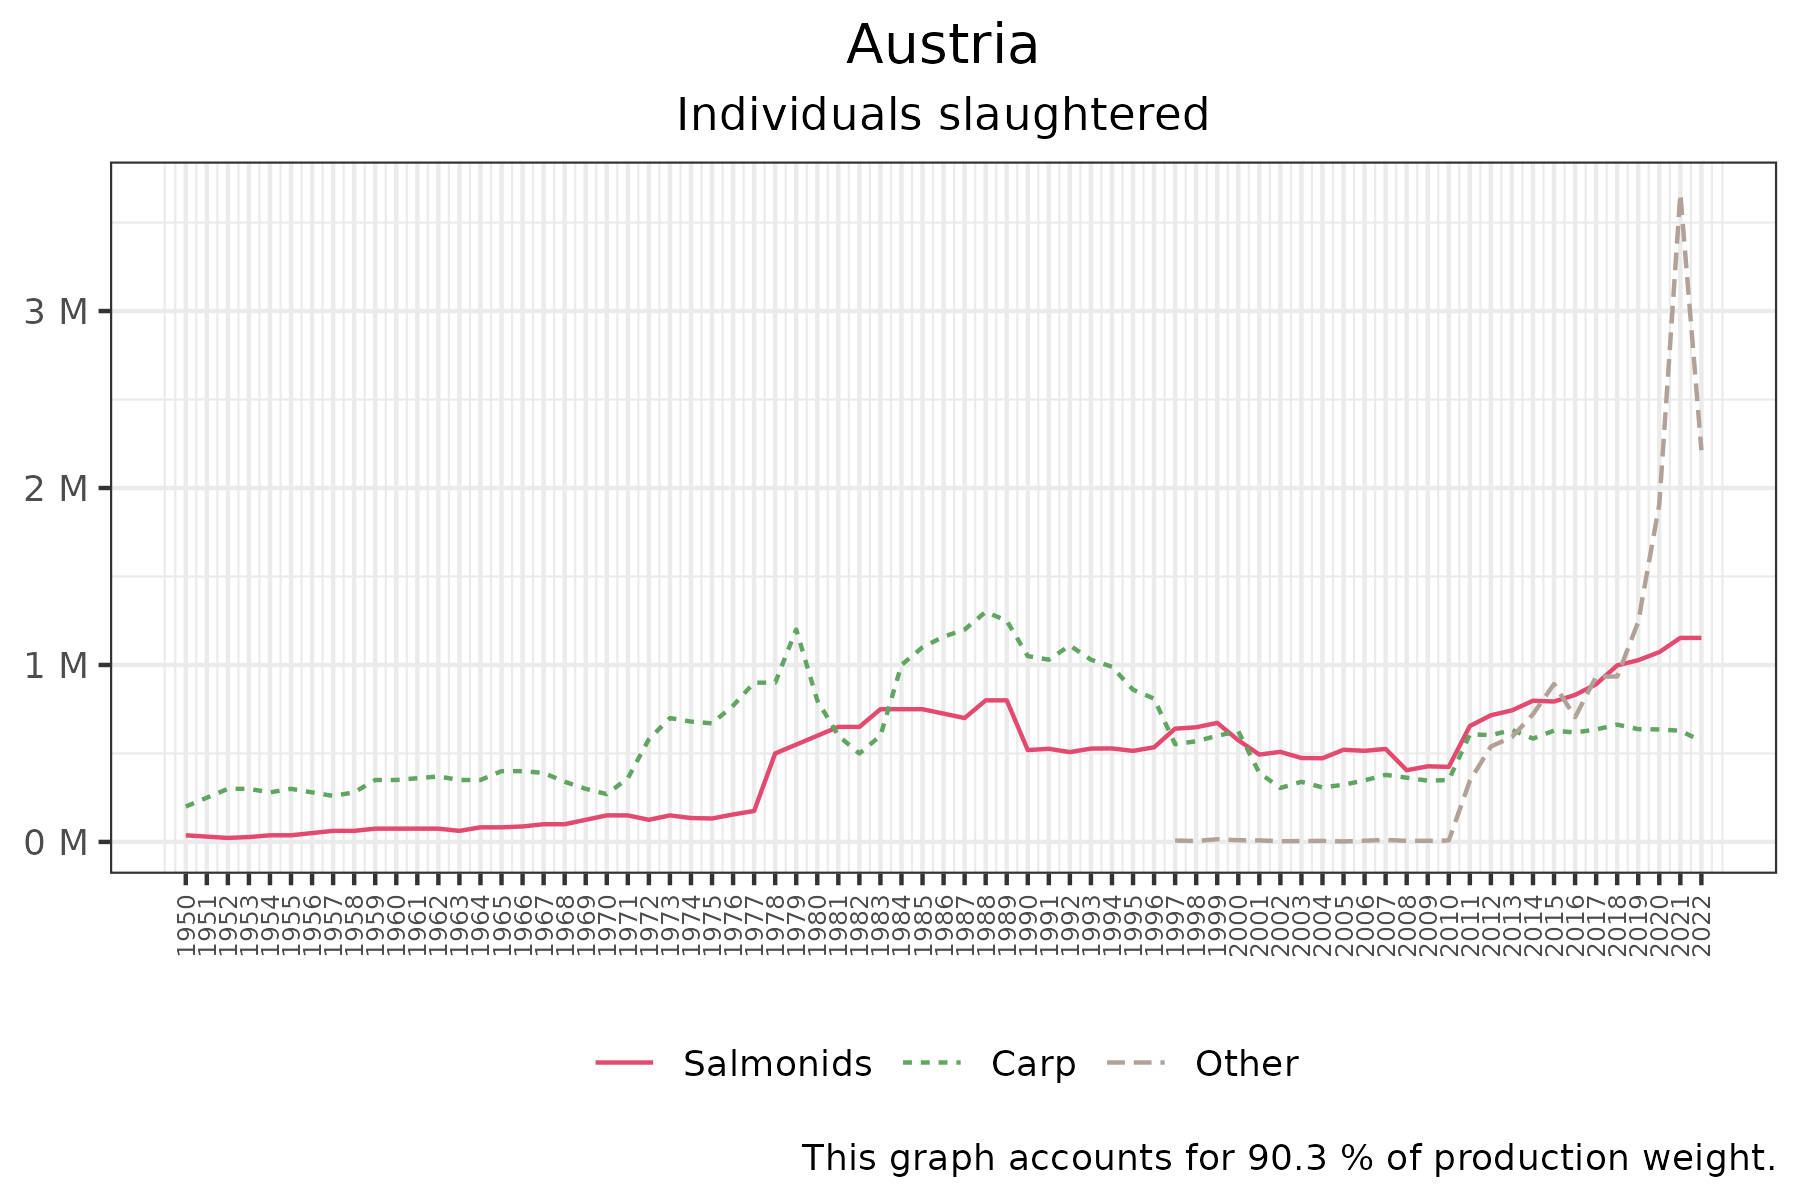 Austria
Individuals slaughtered
3 M
2 M
1 M
0 M
1950 1951 1952 1953 1954 1955 1956 1957 1958 1959 1960 1961 1962 1963 1964 1965 1966 1967 1968 1969 1970 1971 1972 1973 1974 1975 1976 1977 1978 1979 1980 1981 1982 1983 1984 1985 1986 1987 1988 1989 1990 1991 1992 1993 1994 1995 1996 1997 1998 1999 2000 2001 2002 2003 2004 2005 2006 2007 2008 2009 2010 2011 2012 2013 2014 2015 2016 2017 2018 2019 2020 2021 2022
Salmonids Carp Other
This graph accounts for 90.3 % of production weight.